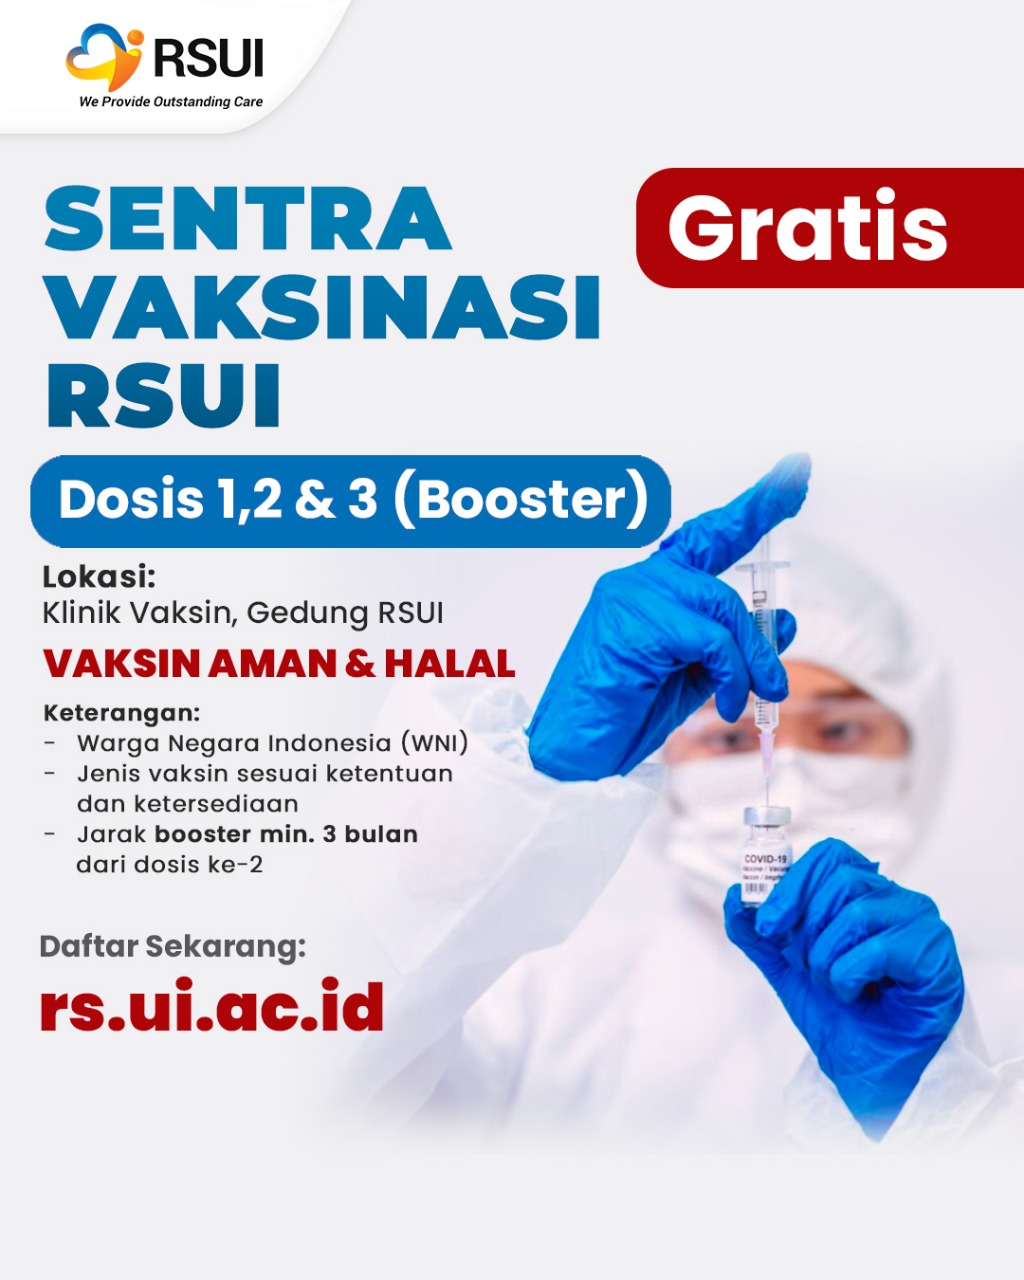 RSUI
We Provide Outstanding Care
SENTRA
VAKSINASI
RSUI
Gratis
Dosis 1,2 & 3 (Booster)
Lokasi:
Klinik Vaksin, Gedung RSUI
VAKSIN AMAN & HALAL
Keterangan:
- Warga Negara Indonesia (WNI)
- Jenis vaksin sesuai ketentuan
dan ketersediaan
- Jarak booster min. 3 bulan
dari dosis ke-2
COVID-19
Daftar Sekarang:
rs.ui.ac.id